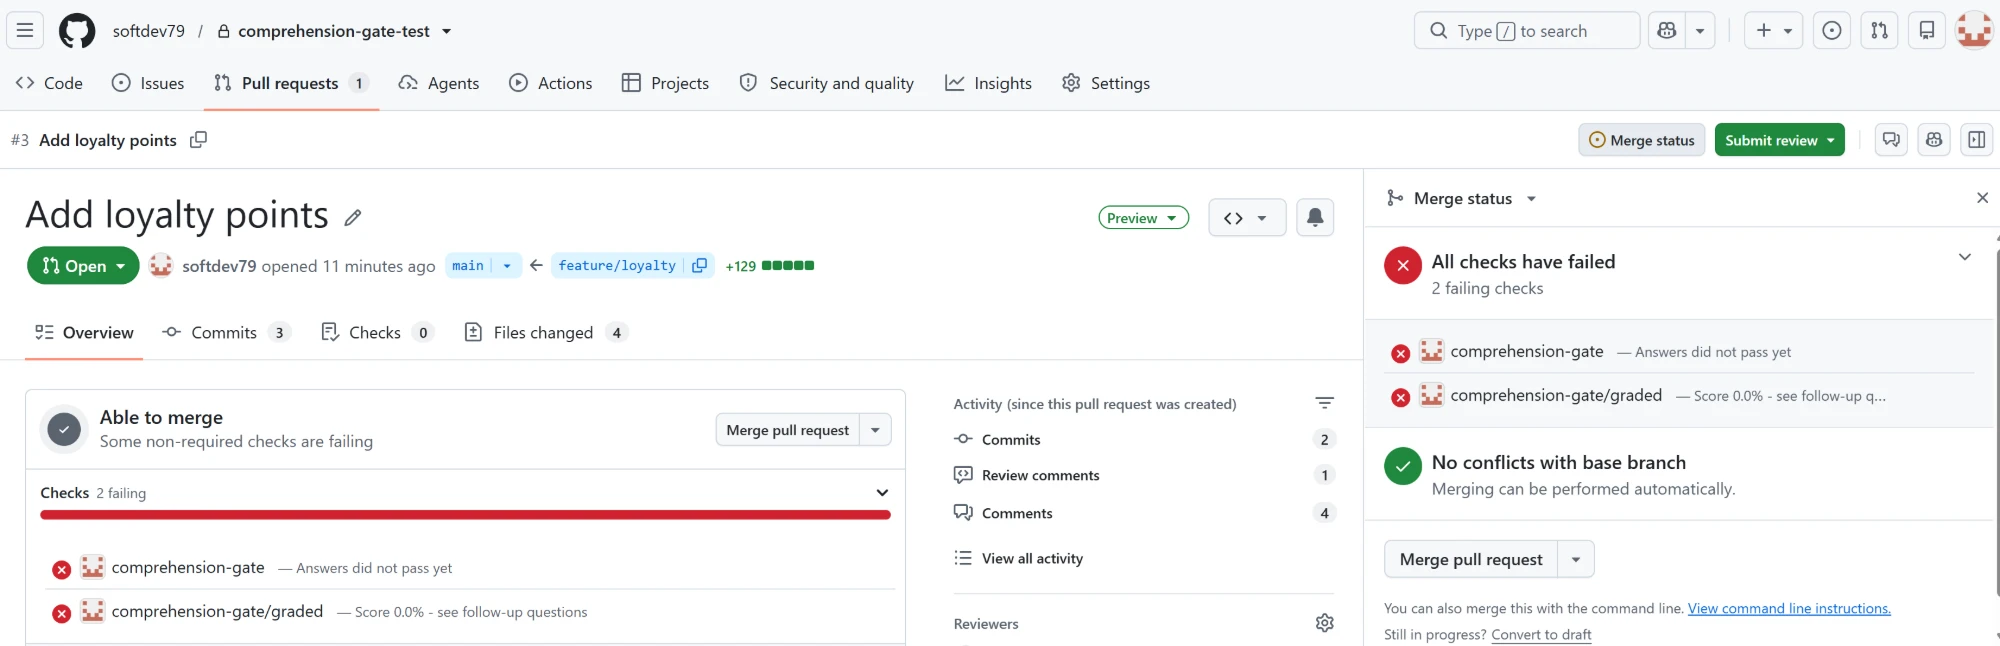 softdev79 / comprehension-gate-test
Type / to search
Code Issues Pull requests 1 Agents Actions Projects Security and quality Insights Settings
#3 Add loyalty points
Merge status Submit review
Add loyalty points
Preview
Open softdev79 opened 11 minutes ago main ← feature/loyalty +129
Overview Commits 3 Checks 0 Files changed 4
Able to merge
Some non-required checks are failing
Merge pull request
Checks 2 failing
comprehension-gate — Answers did not pass yet
comprehension-gate/graded — Score 0.0% - see follow-up questions
Activity (since this pull request was created)
Commits 2
Review comments 1
Comments 4
View all activity
Reviewers
Merge status
All checks have failed
2 failing checks
comprehension-gate — Answers did not pass yet
comprehension-gate/graded — Score 0.0% - see follow-up q...
No conflicts with base branch
Merging can be performed automatically.
Merge pull request
You can also merge this with the command line. View command line instructions.
Still in progress? Convert to draft